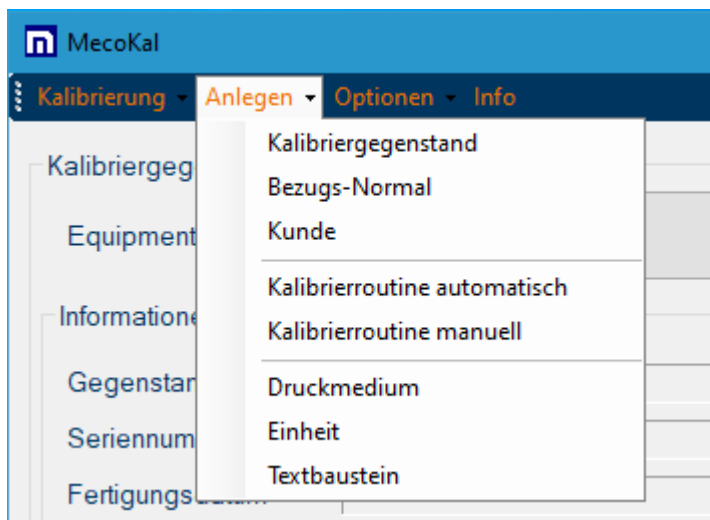 MecoKal
Kalibrierung Anlegen Optionen Info
Kalibriergegenstand
Bezugs-Normal
Kunde
Kalibrierroutine automatisch
Kalibrierroutine manuell
Druckmedium
Einheit
Textbaustein
Kalibriergeg
Equipment
Informatione
Gegenstan
Seriennum